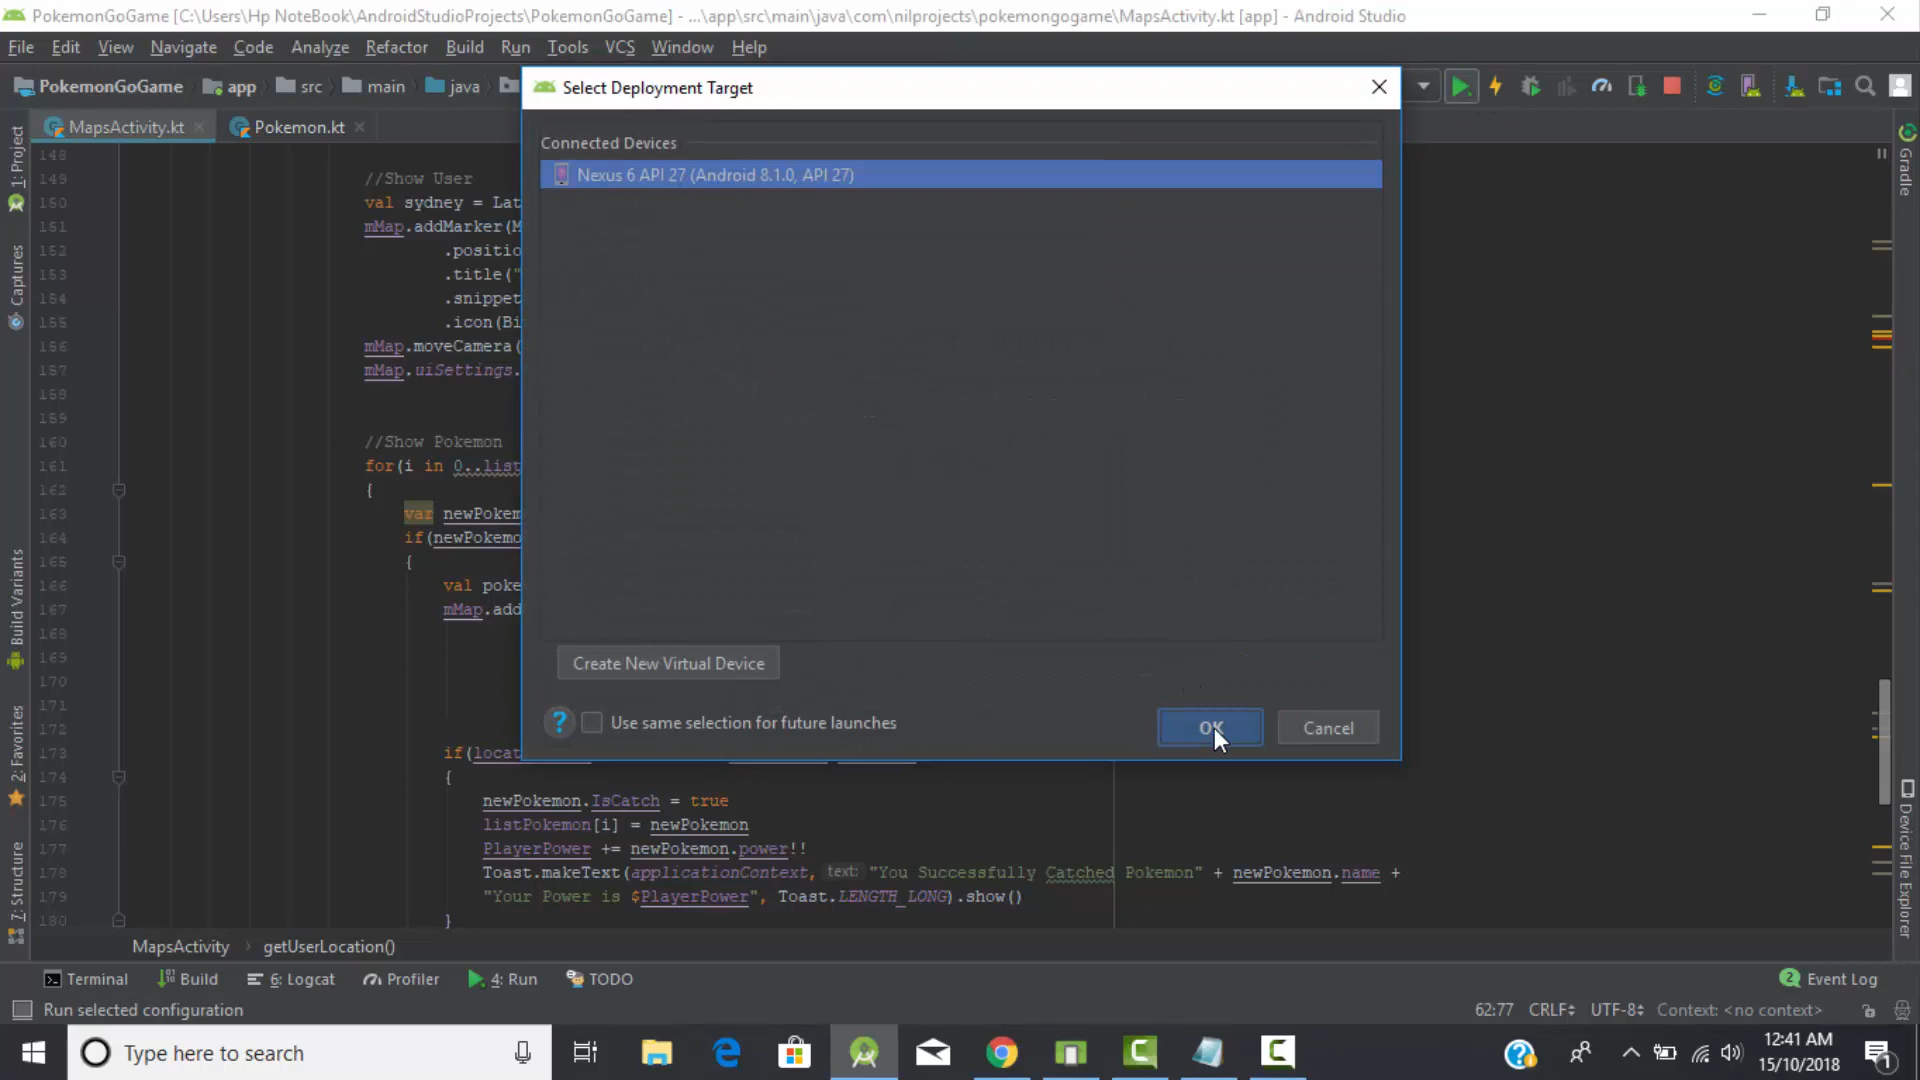 PokemonGoGame [C:\Users\Hp NoteBook\AndroidStudioProjects\PokemonGoGame] - ...\app\src\main\java\com\nilprojects\pokemongogame\MapsActivity.kt [app] - Android Studio
File Edit View Navigate Code Analyze Refactor Build Run Tools VCS Window Help
PokemonGoGame app src main java
Select Deployment Target
MapsActivity.kt Pokemon.kt
Connected Devices
Nexus 6 API 27 (Android 8.1.0, API 27)
148
149 //Show User
150 val sydney = Lat
151 mMap.addMarker(M
152 .positio
153 .title("
154 .snippet
155 .icon(Bi
156 mMap.moveCamera(
157 mMap.uiSettings.
158
159
160 //Show Pokemon
161 for(i in 0..list
162 {
163 var newPokem
164 if(newPokemo
165 {
166 val poke
167 mMap.add
168
169
170
171
172
173 if(locat
174 {
175 newPokemon.IsCatch = true
176 listPokemon[i] = newPokemon
177 PlayerPower += newPokemon.power!!
178 Toast.makeText(applicationContext, text: "You Successfully Catched Pokemon" + newPokemon.name +
179 "Your Power is $PlayerPower", Toast.LENGTH_LONG).show()
180 }
Create New Virtual Device
? Use same selection for future launches
OK Cancel
1: Project
Captures
Build Variants
2: Favorites
7: Structure
Gradle
Device File Explorer
MapsActivity getUserLocation()
Terminal Build 6: Logcat Profiler 4: Run TODO 2 Event Log
Run selected configuration 62:77 CRLF UTF-8 Context: <no context>
Type here to search
12:41 AM
15/10/2018
1